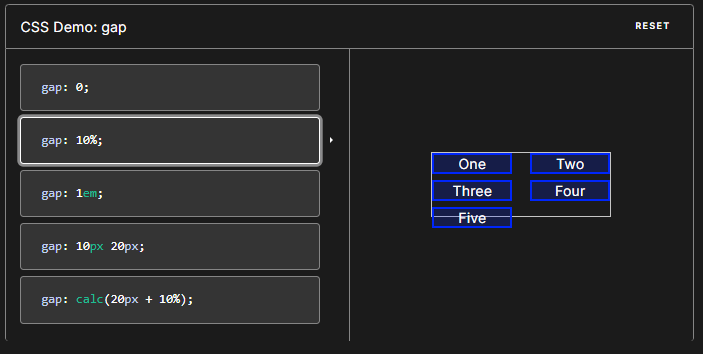 CSS Demo: gap
RESET
gap: 0;
gap: 10%;
gap: 1em;
gap: 10px 20px;
gap: calc(20px + 10%);
One Two
Three Four
Five